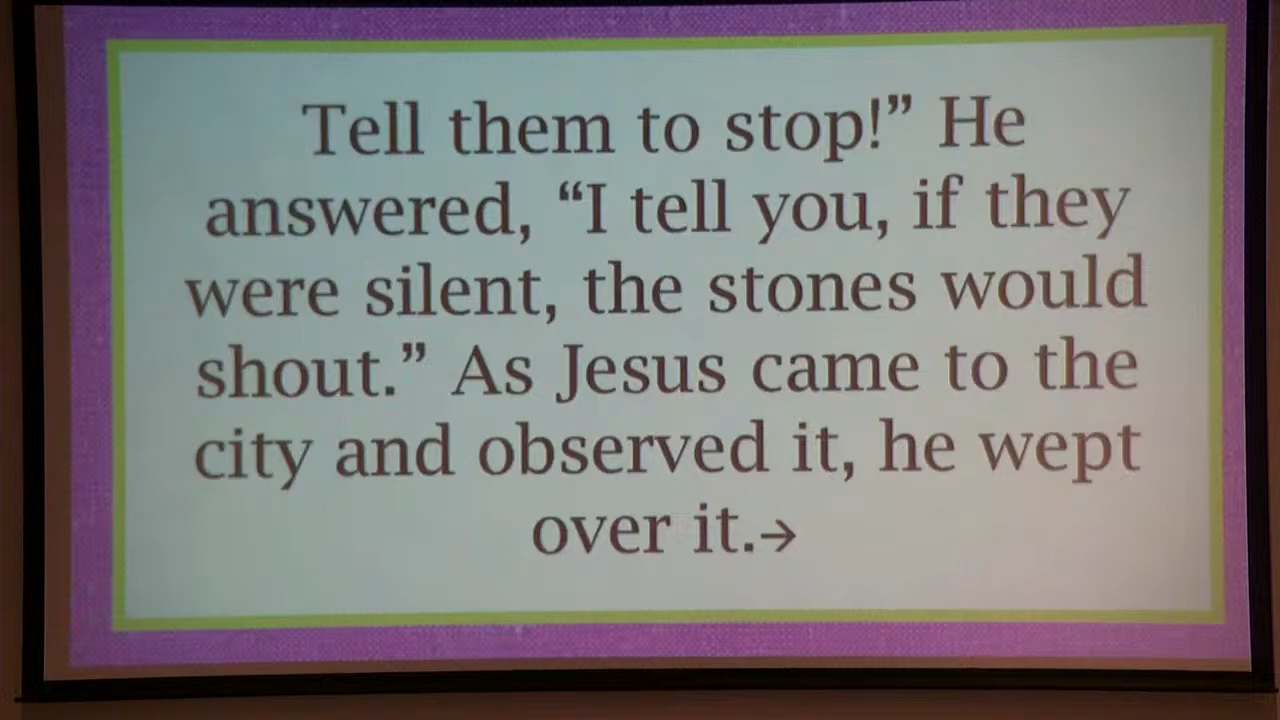 Tell them to stop!” He
answered, “I tell you, if they
were silent, the stones would
shout.” As Jesus came to the
city and observed it, he wept
over it.→